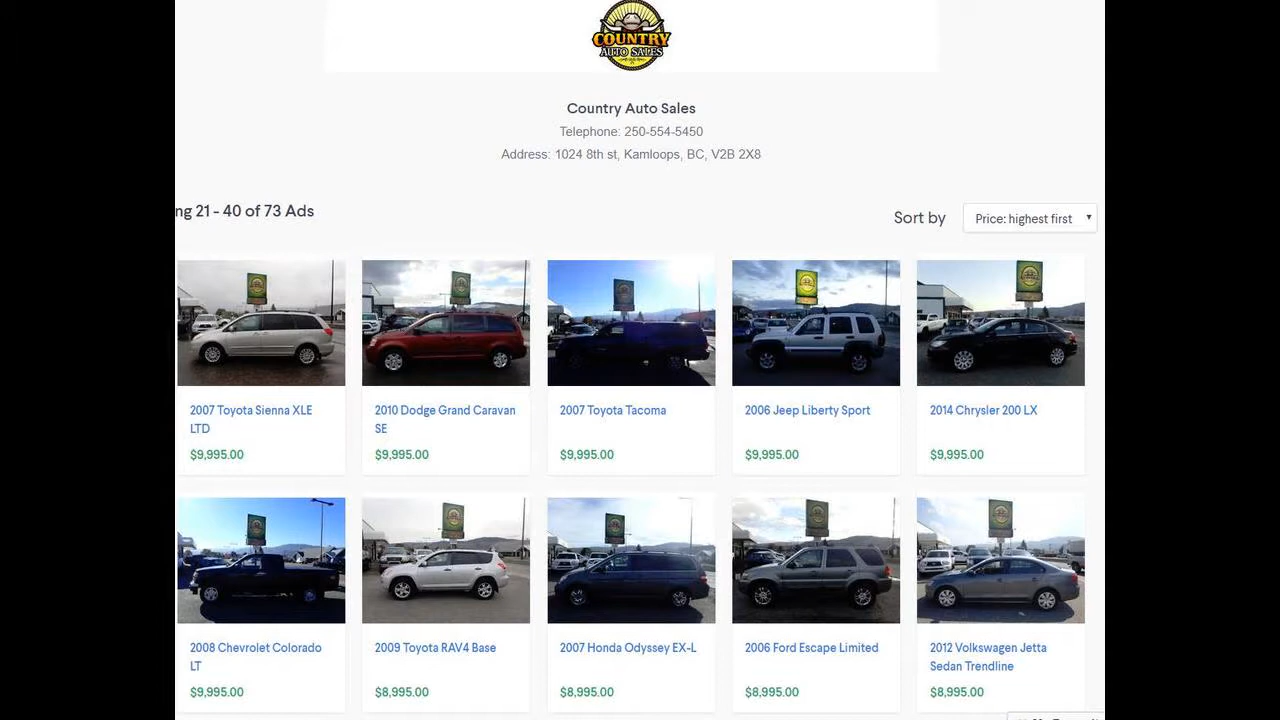 COUNTRY
AUTO SALES
Country Auto Sales
Telephone: 250-554-5450
Address: 1024 8th st, Kamloops, BC, V2B 2X8
ng 21 - 40 of 73 Ads
Sort by
Price: highest first
2007 Toyota Sienna XLE
LTD
$9,995.00
2010 Dodge Grand Caravan
SE
$9,995.00
2007 Toyota Tacoma
$9,995.00
2006 Jeep Liberty Sport
$9,995.00
2014 Chrysler 200 LX
$9,995.00
2008 Chevrolet Colorado
LT
$9,995.00
2009 Toyota RAV4 Base
$8,995.00
2007 Honda Odyssey EX-L
$8,995.00
2006 Ford Escape Limited
$8,995.00
2012 Volkswagen Jetta
Sedan Trendline
$8,995.00